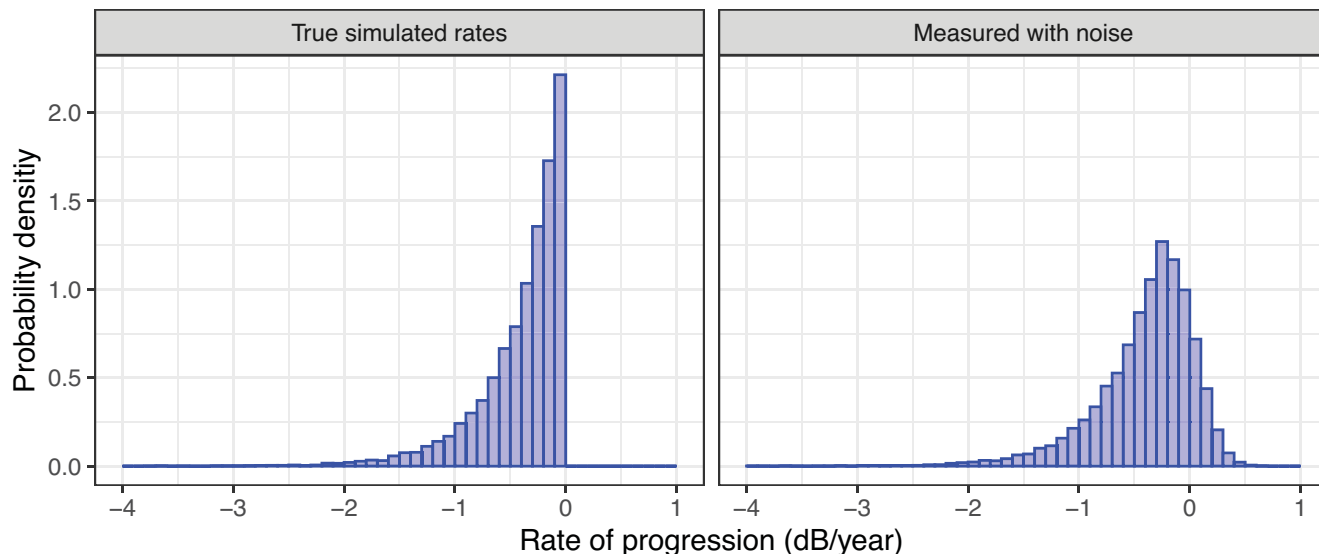 True simulated rates
Measured with noise
Probability densitiy
2.0
1.5
1.0
0.5
0.0
−4 −3 −2 −1 0 1
−4 −3 −2 −1 0 1
Rate of progression (dB/year)